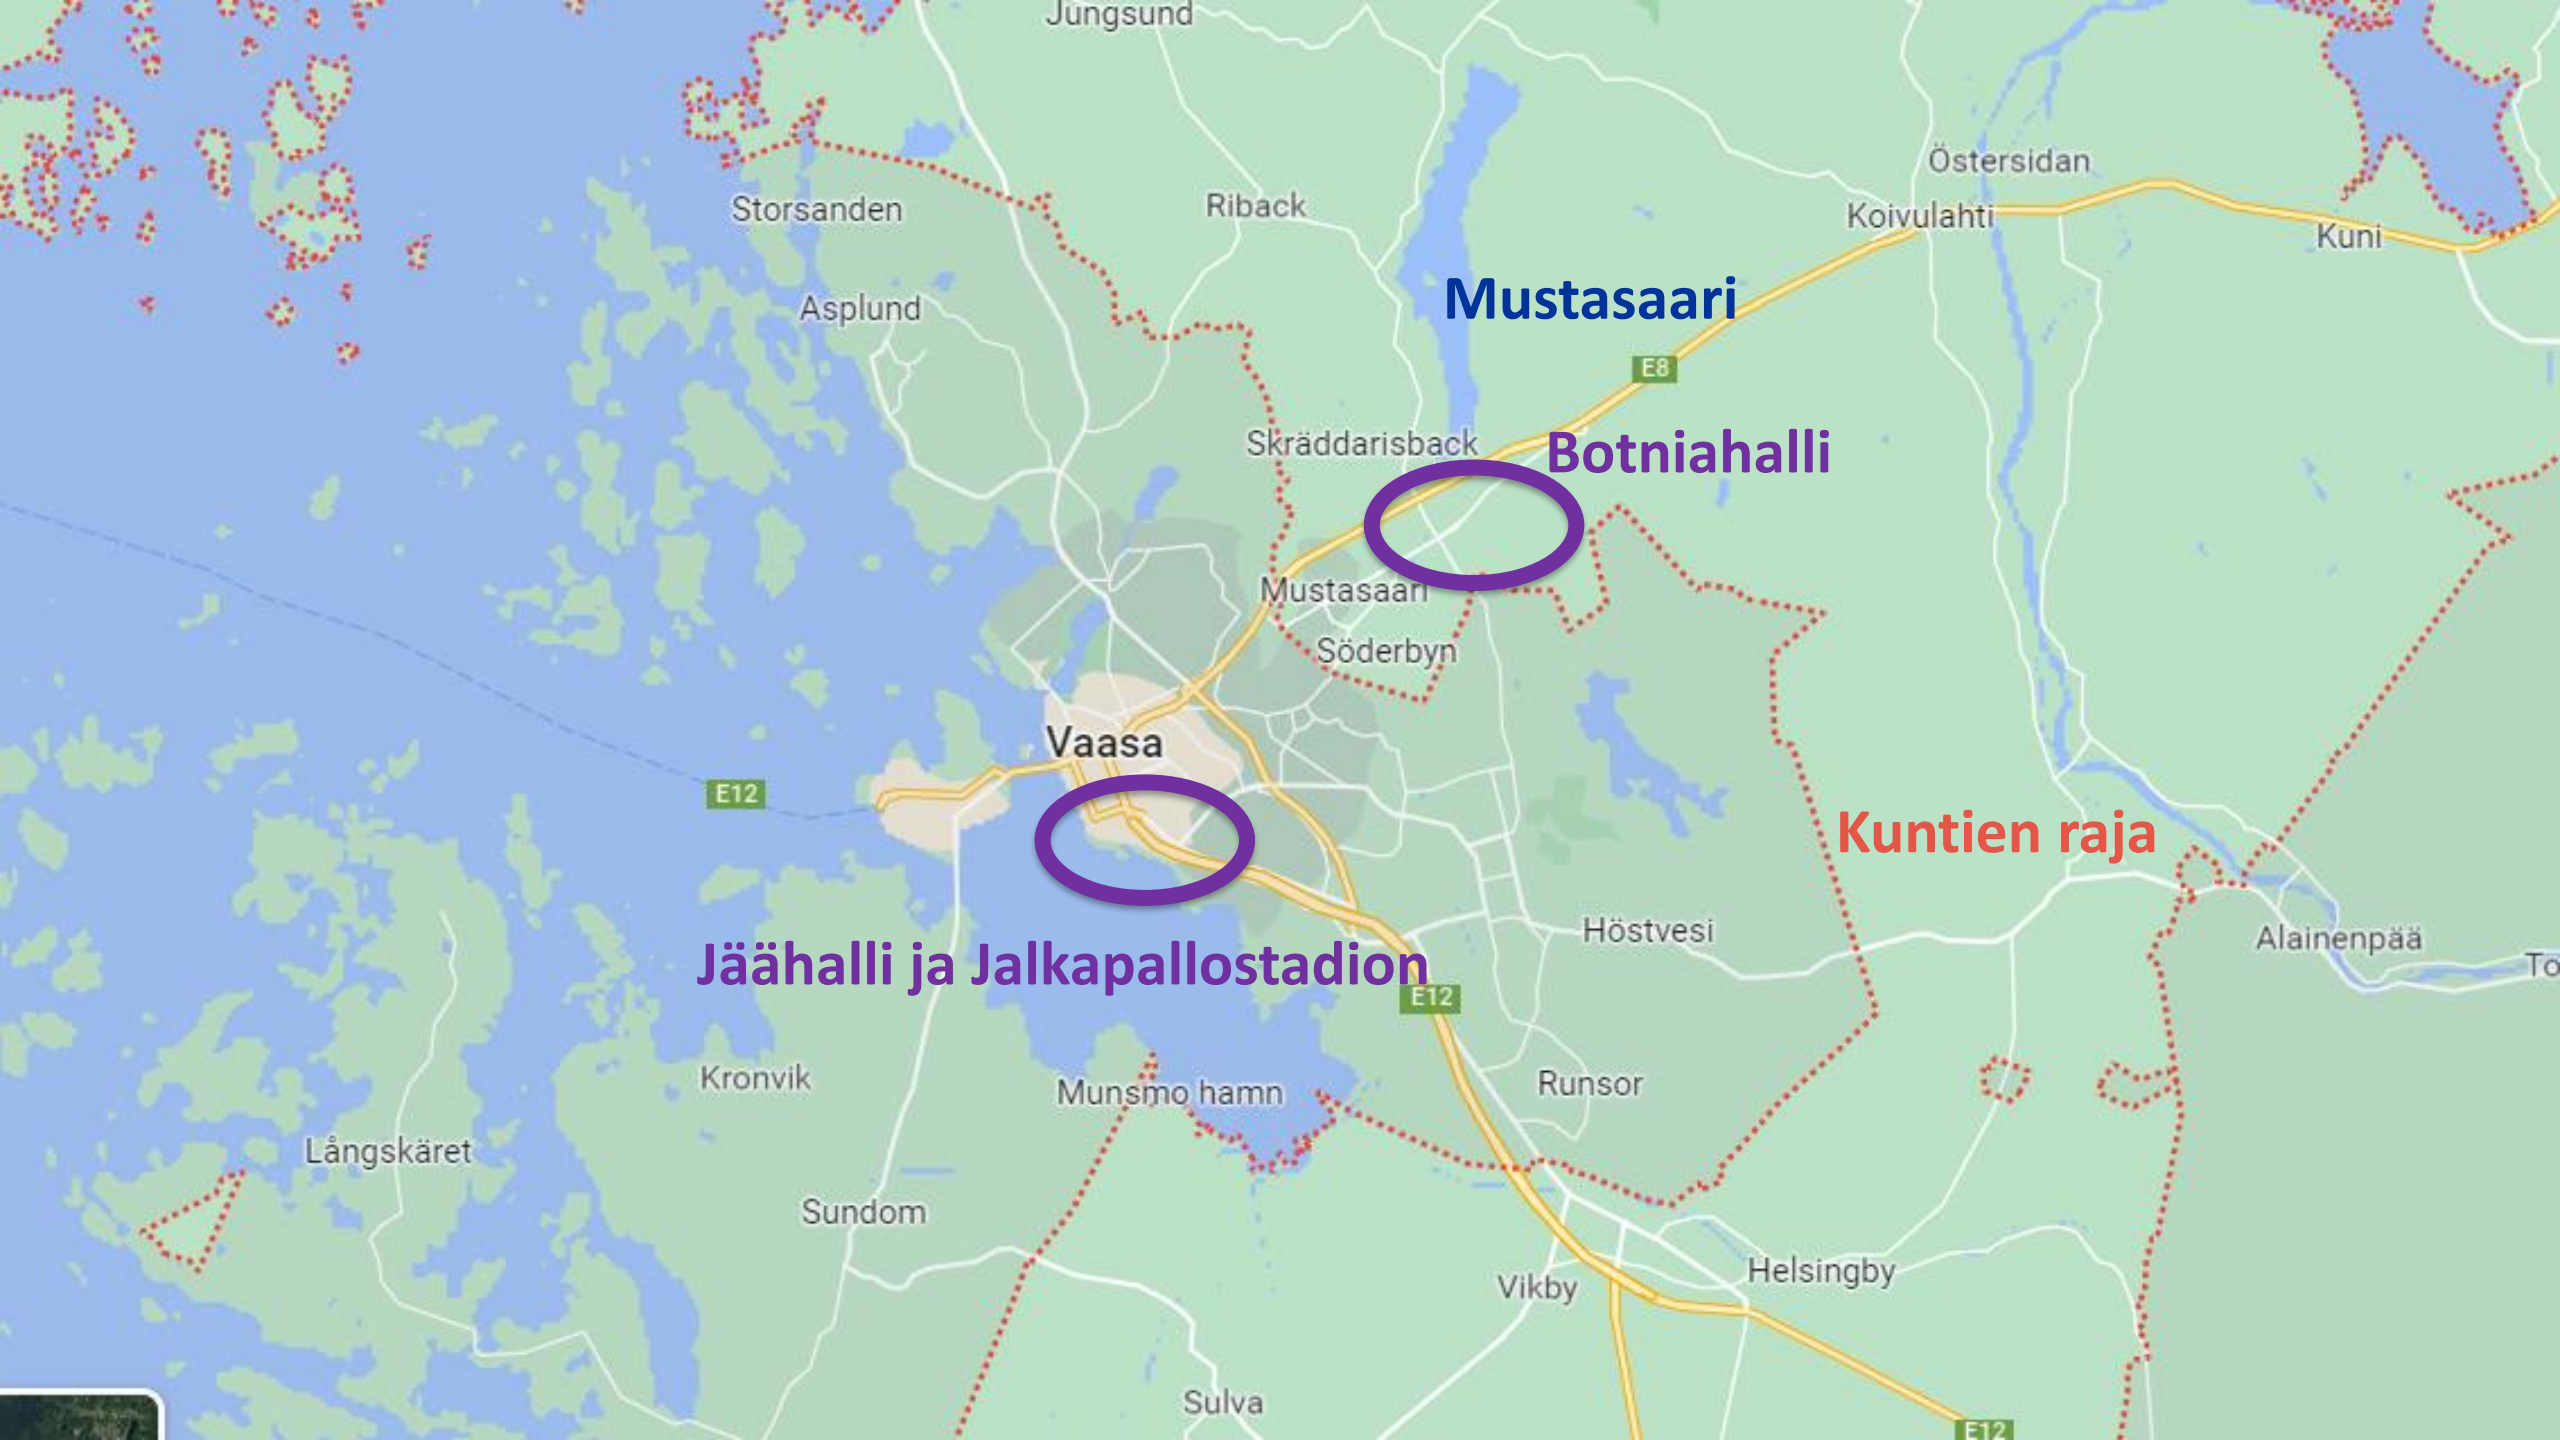 Jungsund
Östersidan
Storsanden
Riback
Koivulahti
Kuni
Mustasaari
Asplund
E8
Skräddarisback
Botniahalli
Mustasaari
Söderbyn
Vaasa
E12
Kuntien raja
Höstvesi
Alainenpää
Jäähalli ja Jalkapallostadion
To
E12
Kronvik
Munsmo hamn
Runsor
Långskäret
Sundom
Helsingby
Vikby
Sulva
E12